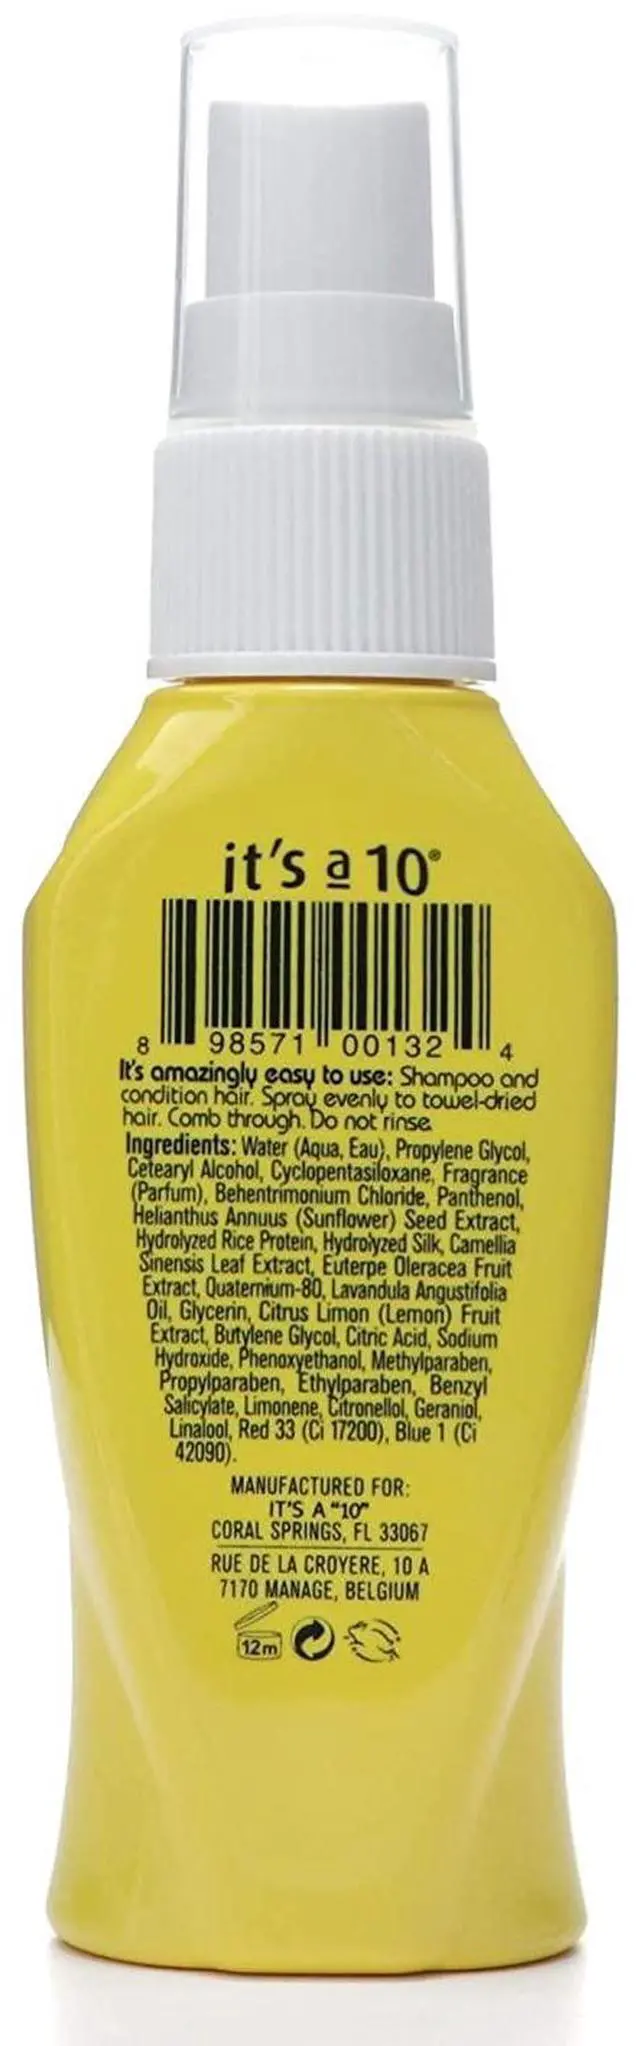 it's a 10®
8 98571 00132 4
It's amazingly easy to use: Shampoo and
condition hair. Spray evenly to towel-dried
hair. Comb through. Do not rinse.
Ingredients: Water (Aqua, Eau), Propylene Glycol,
Cetearyl Alcohol, Cyclopentasiloxane, Fragrance
(Parfum), Behentrimonium Chloride, Panthenol,
Helianthus Annuus (Sunflower) Seed Extract,
Hydrolyzed Rice Protein, Hydrolyzed Silk, Camellia
Sinensis Leaf Extract, Euterpe Oleracea Fruit
Extract, Quaternium-80, Lavandula Angustifolia
Oil, Glycerin, Citrus Limon (Lemon) Fruit
Extract, Butylene Glycol, Citric Acid, Sodium
Hydroxide, Phenoxyethanol, Methylparaben,
Propylparaben, Ethylparaben, Benzyl
Salicylate, Limonene, Citronellol, Geraniol,
Linalool, Red 33 (Ci 17200), Blue 1 (Ci
42090).
MANUFACTURED FOR:
IT'S A "10"
CORAL SPRINGS, FL 33067
RUE DE LA CROYERE, 10 A
7170 MANAGE, BELGIUM
12m